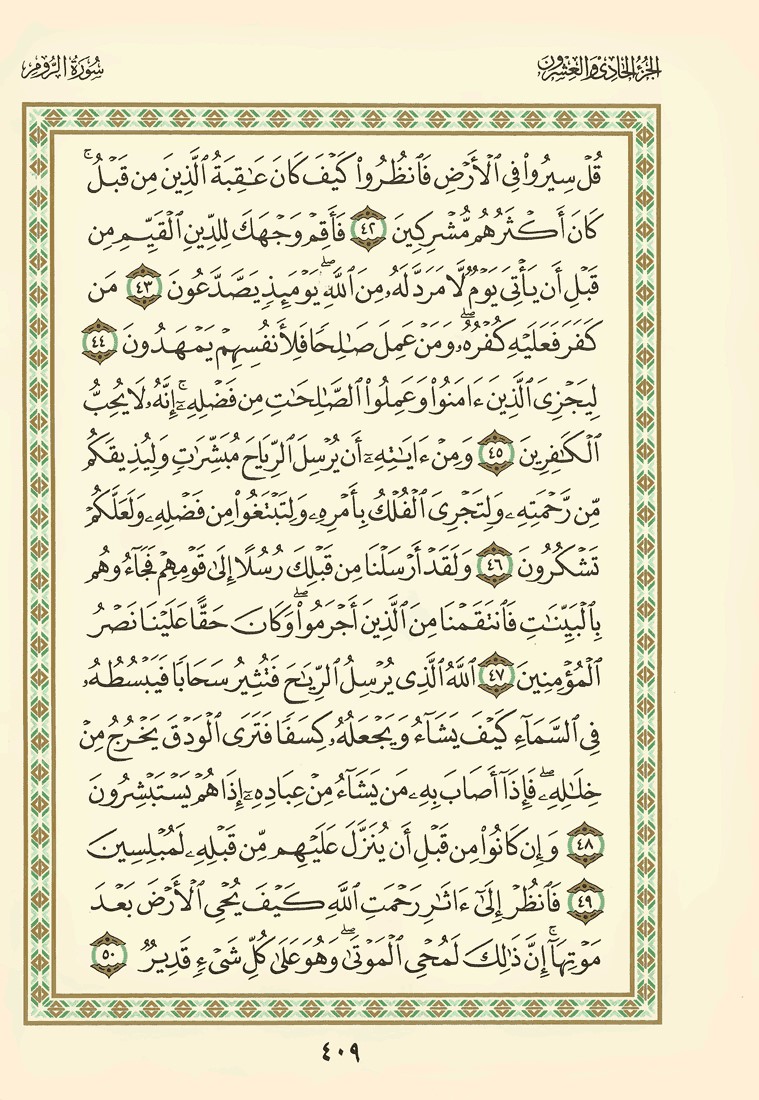 الجزء الحادي والعشرون
سورة الروم
قُلْ سِيرُواْ فِى ٱلْأَرْضِ فَٱنظُرُواْ كَيْفَ كَانَ عَٰقِبَةُ ٱلَّذِينَ مِن قَبْلُ ۚ
كَانَ أَكْثَرُهُم مُّشْرِكِينَ ٤٢ فَأَقِمْ وَجْهَكَ لِلدِّينِ ٱلْقَيِّمِ مِن
قَبْلِ أَن يَأْتِىَ يَوْمٌ لَّا مَرَدَّ لَهُۥ مِنَ ٱللَّهِ ۖ يَوْمَئِذٍ يَصَّدَّعُونَ ٤٣ مَن
كَفَرَ فَعَلَيْهِ كُفْرُهُۥ ۖ وَمَنْ عَمِلَ صَٰلِحًا فَلِأَنفُسِهِمْ يَمْهَدُونَ ٤٤
لِيَجْزِىَ ٱلَّذِينَ ءَامَنُواْ وَعَمِلُواْ ٱلصَّٰلِحَٰتِ مِن فَضْلِهِۦٓ ۚ إِنَّهُۥ لَا يُحِبُّ
ٱلْكَٰفِرِينَ ٤٥ وَمِنْ ءَايَٰتِهِۦٓ أَن يُرْسِلَ ٱلرِّيَاحَ مُبَشِّرَٰتٍ وَلِيُذِيقَكُم
مِّن رَّحْمَتِهِۦ وَلِتَجْرِىَ ٱلْفُلْكُ بِأَمْرِهِۦ وَلِتَبْتَغُواْ مِن فَضْلِهِۦ وَلَعَلَّكُمْ
تَشْكُرُونَ ٤٦ وَلَقَدْ أَرْسَلْنَا مِن قَبْلِكَ رُسُلًا إِلَىٰ قَوْمِهِمْ فَجَآءُوهُم
بِٱلْبَيِّنَٰتِ فَٱنتَقَمْنَا مِنَ ٱلَّذِينَ أَجْرَمُواْ ۖ وَكَانَ حَقًّا عَلَيْنَا نَصْرُ
ٱلْمُؤْمِنِينَ ٤٧ ٱللَّهُ ٱلَّذِى يُرْسِلُ ٱلرِّيَٰحَ فَتُثِيرُ سَحَابًا فَيَبْسُطُهُۥ
فِى ٱلسَّمَآءِ كَيْفَ يَشَآءُ وَيَجْعَلُهُۥ كِسَفًا فَتَرَى ٱلْوَدْقَ يَخْرُجُ مِنْ
خِلَٰلِهِۦ ۖ فَإِذَآ أَصَابَ بِهِۦ مَن يَشَآءُ مِنْ عِبَادِهِۦٓ إِذَا هُمْ يَسْتَبْشِرُونَ
٤٨ وَإِن كَانُواْ مِن قَبْلِ أَن يُنَزَّلَ عَلَيْهِم مِّن قَبْلِهِۦ لَمُبْلِسِينَ
٤٩ فَٱنظُرْ إِلَىٰٓ ءَاثَٰرِ رَحْمَتِ ٱللَّهِ كَيْفَ يُحْىِ ٱلْأَرْضَ بَعْدَ
مَوْتِهَآ ۚ إِنَّ ذَٰلِكَ لَمُحْىِ ٱلْمَوْتَىٰ ۖ وَهُوَ عَلَىٰ كُلِّ شَىْءٍ قَدِيرٌ ٥٠
٤٠٩